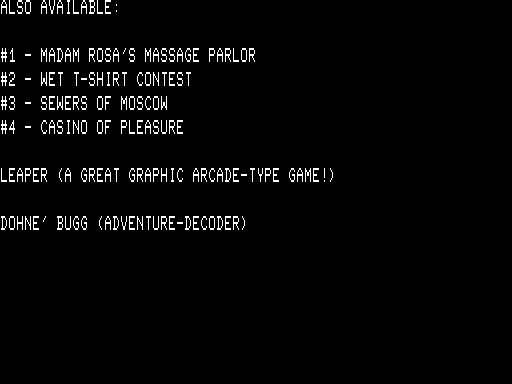 ALSO AVAILABLE:
#1 - MADAM ROSA'S MASSAGE PARLOR
#2 - WET T-SHIRT CONTEST
#3 - SEWERS OF MOSCOW
#4 - CASINO OF PLEASURE
LEAPER (A GREAT GRAPHIC ARCADE-TYPE GAME!)
DOHNE' BUGG (ADVENTURE-DECODER)